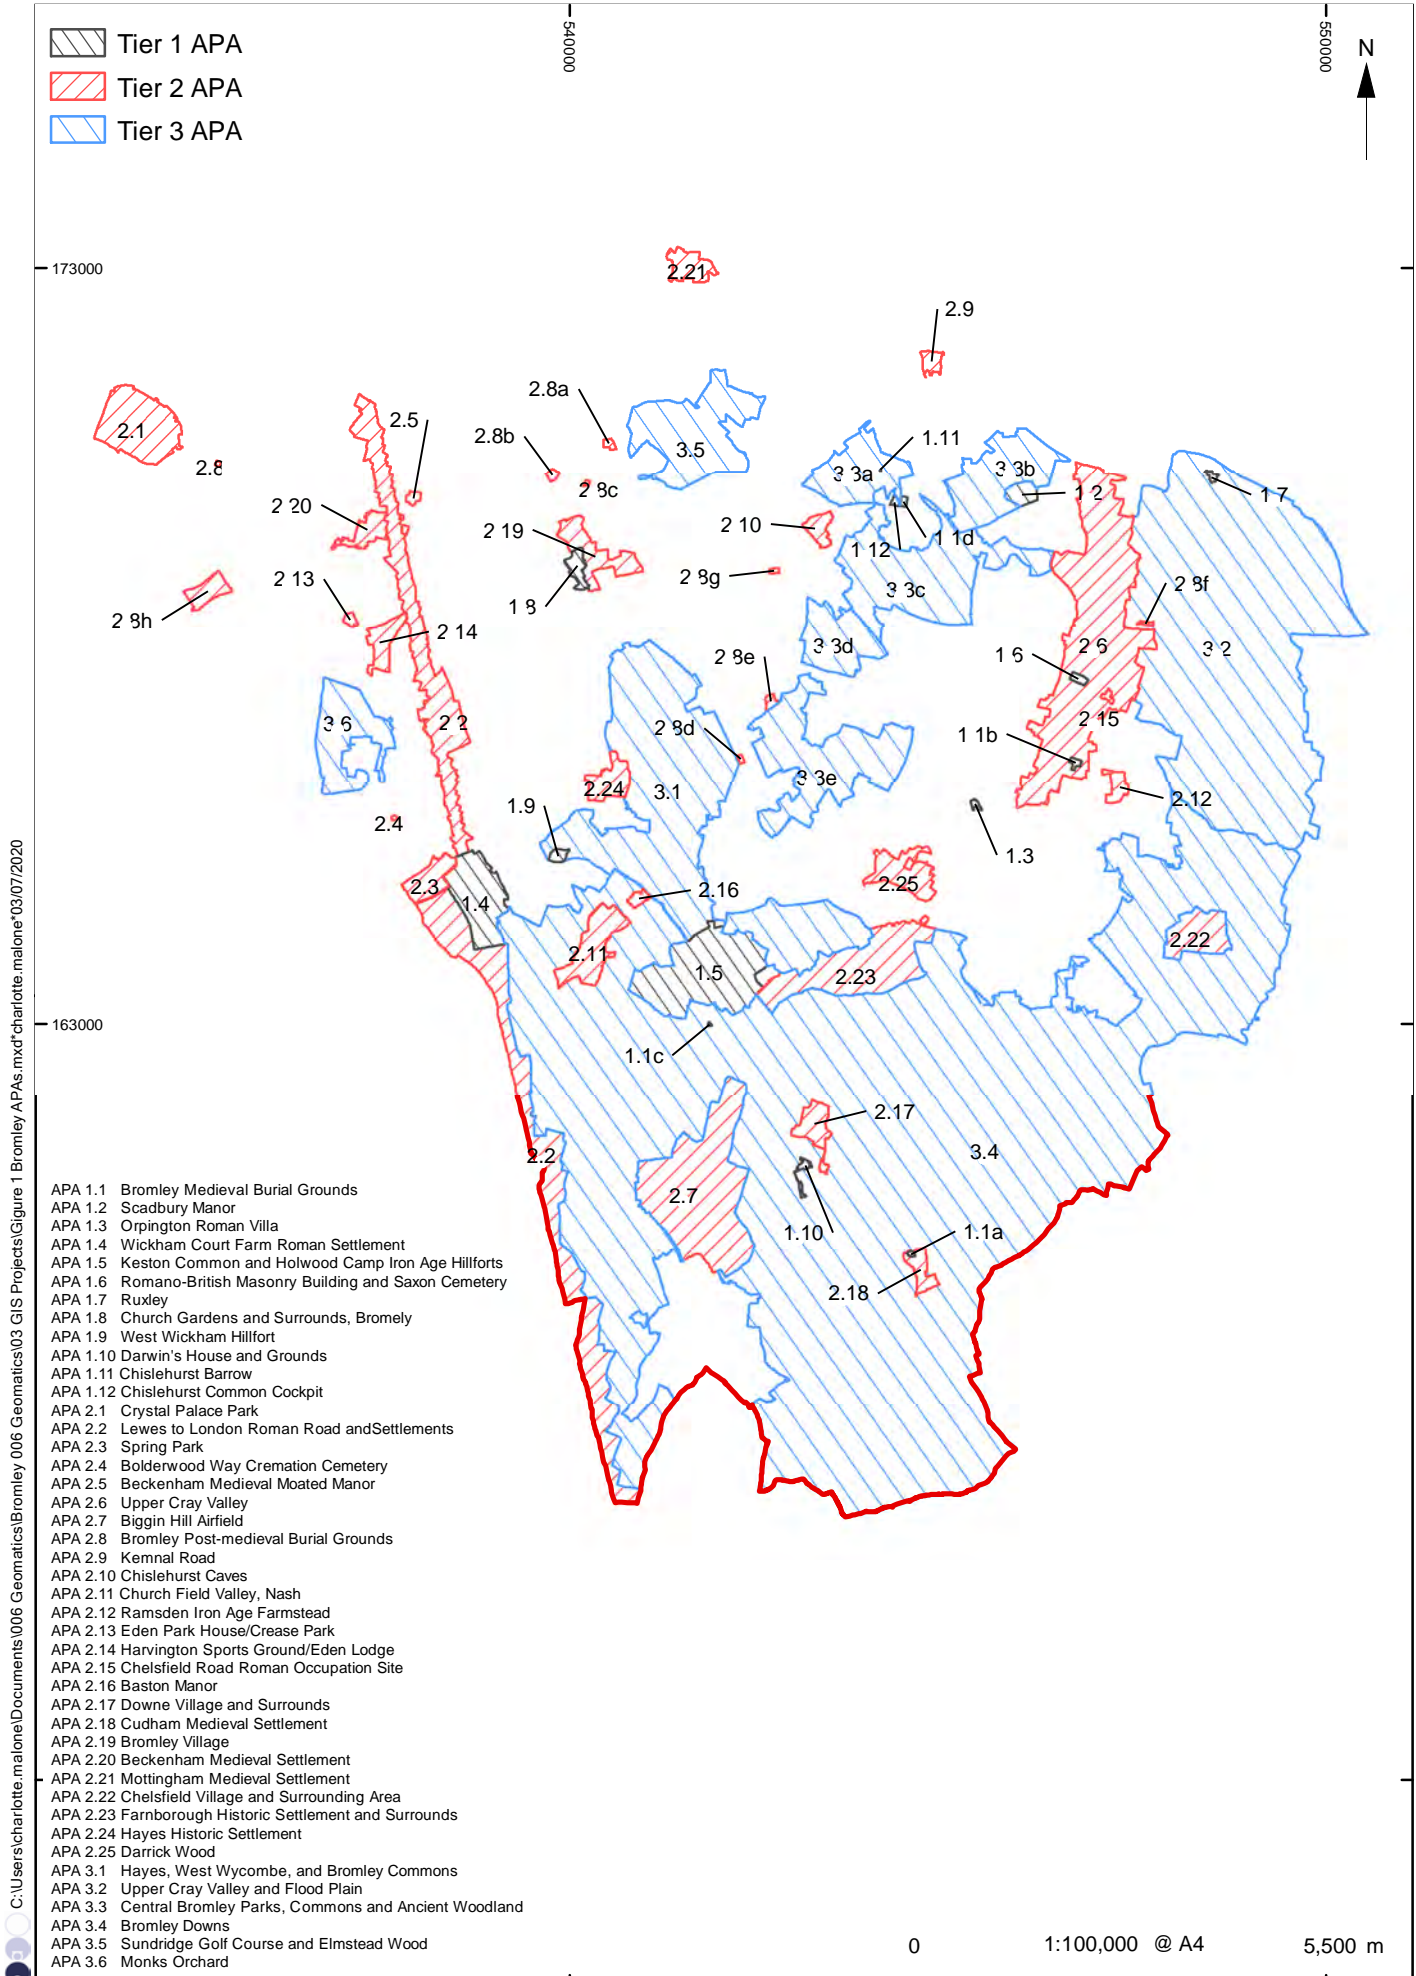 Tier 1 APA
Tier 2 APA
Tier 3 APA
540000
550000
N
173000
163000
2.21
2.9
2.8a
2.5
2.1
2.8b
3.5
1.11
2.8
3 3a
3 3b
2 8c
1 2
1 7
2 20
2 19
2 10
1 12
1 1d
2 13
2 8g
2 8f
3 3c
1 8
2 8h
2 14
3 3d
2 8e
1 6
2 6
3 2
3 6
2 2
2 8d
2 15
1 1b
3 3e
2.24
3.1
2.12
1.9
2.4
1.3
2.3
2.16
2.25
1.4
2.11
1.5
2.23
2.22
1.1c
2.17
2.2
3.4
2.7
1.10
1.1a
2.18
APA 1.1 Bromley Medieval Burial Grounds
APA 1.2 Scadbury Manor
APA 1.3 Orpington Roman Villa
APA 1.4 Wickham Court Farm Roman Settlement
APA 1.5 Keston Common and Holwood Camp Iron Age Hillforts
APA 1.6 Romano-British Masonry Building and Saxon Cemetery
APA 1.7 Ruxley
APA 1.8 Church Gardens and Surrounds, Bromely
APA 1.9 West Wickham Hillfort
APA 1.10 Darwin's House and Grounds
APA 1.11 Chislehurst Barrow
APA 1.12 Chislehurst Common Cockpit
APA 2.1 Crystal Palace Park
APA 2.2 Lewes to London Roman Road andSettlements
APA 2.3 Spring Park
APA 2.4 Bolderwood Way Cremation Cemetery
APA 2.5 Beckenham Medieval Moated Manor
APA 2.6 Upper Cray Valley
APA 2.7 Biggin Hill Airfield
APA 2.8 Bromley Post-medieval Burial Grounds
APA 2.9 Kemnal Road
APA 2.10 Chislehurst Caves
APA 2.11 Church Field Valley, Nash
APA 2.12 Ramsden Iron Age Farmstead
APA 2.13 Eden Park House/Crease Park
APA 2.14 Harvington Sports Ground/Eden Lodge
APA 2.15 Chelsfield Road Roman Occupation Site
APA 2.16 Baston Manor
APA 2.17 Downe Village and Surrounds
APA 2.18 Cudham Medieval Settlement
APA 2.19 Bromley Village
APA 2.20 Beckenham Medieval Settlement
APA 2.21 Mottingham Medieval Settlement
APA 2.22 Chelsfield Village and Surrounding Area
APA 2.23 Farnborough Historic Settlement and Surrounds
APA 2.24 Hayes Historic Settlement
APA 2.25 Darrick Wood
APA 3.1 Hayes, West Wycombe, and Bromley Commons
APA 3.2 Upper Cray Valley and Flood Plain
APA 3.3 Central Bromley Parks, Commons and Ancient Woodland
APA 3.4 Bromley Downs
APA 3.5 Sundridge Golf Course and Elmstead Wood
APA 3.6 Monks Orchard
0 1:100,000 @ A4 5,500 m
C:\Users\charlotte.malone\Documents\006 Geomatics\Bromley 006 Geomatics\03 GIS Projects\Gigure 1 Bromley APAs.mxd*charlotte.malone*03/07/2020